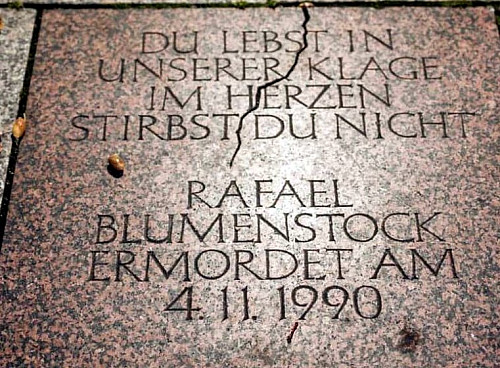 DU LEBST IN
UNSERER KLAGE
IM HERZEN
STIRBST DU NICHT
RAFAEL
BLUMENSTOCK
ERMORDET AM
4.11.1990